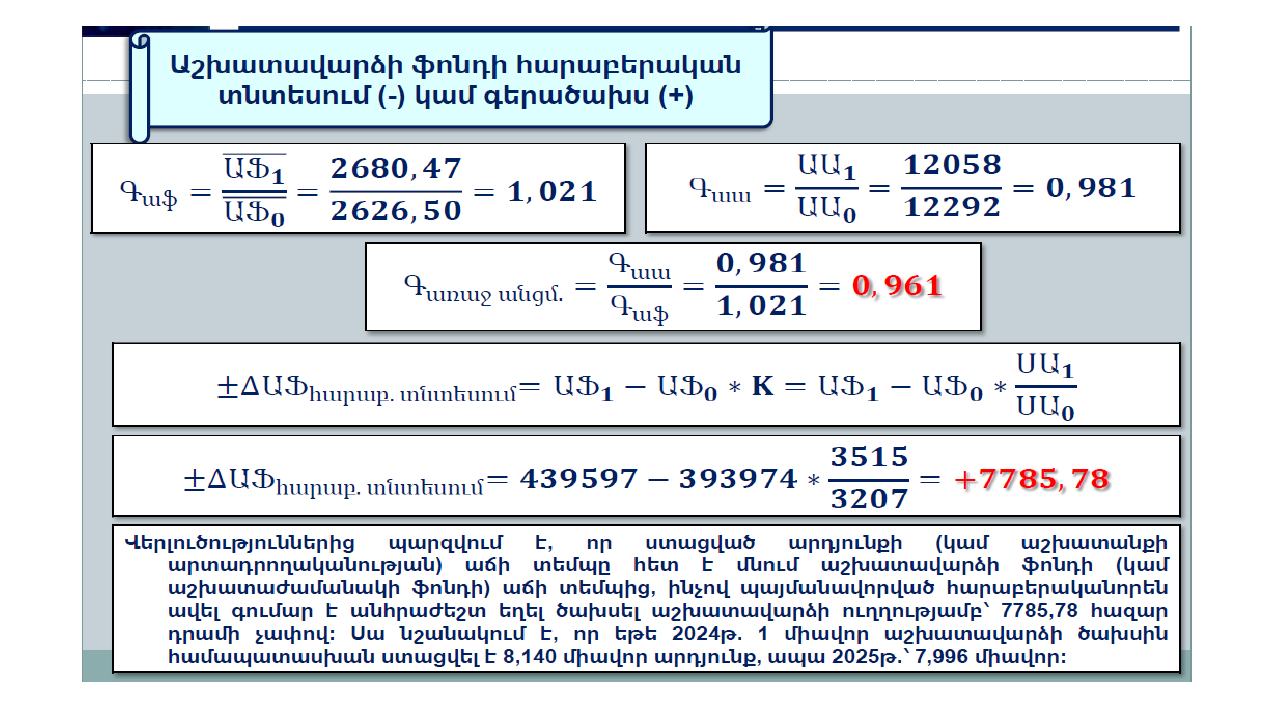 Աշխատավարձի ֆոնդի հարաբերական
տնտեսում (-) կամ գերածախս (+)
Գափ = ԱՖ1 / ԱՖ0 = 2680,47 / 2626,50 = 1,021
Գաա = ԱԱ1 / ԱԱ0 = 12058 / 12292 = 0,981
Գառաջ անցմ. = Գաա / Գաֆ = 0,981 / 1,021 = 0,961
±ΔԱՖհարաբ. տնտեսում = ԱՖ1 − ԱՖ0 * K = ԱՖ1 − ԱՖ0 * ՍԱ1 / ՍԱ0
±ΔԱՖհարաբ. տնտեսում = 439597 − 393974 * 3515 / 3207 = +7785,78
Վերլուծություններից պարզվում է, որ ստացված արդյունքի (կամ աշխատանքի
արտադրողականության) աճի տեմպը հետ է մնում աշխատավարձի ֆոնդի (կամ
աշխատաժամանակի ֆոնդի) աճի տեմպից, ինչով պայմանավորված հարաբերականորեն
ավել գումար է անհրաժեշտ եղել ծախսել աշխատավարձի ուղղությամբ՝ 7785,78 հազար
դրամի չափով: Սա նշանակում է, որ եթե 2024թ. 1 միավոր աշխատավարձի ծախսին
համապատասխան ստացվել է 8,140 միավոր արդյունք, ապա 2025թ.՝ 7,996 միավոր: